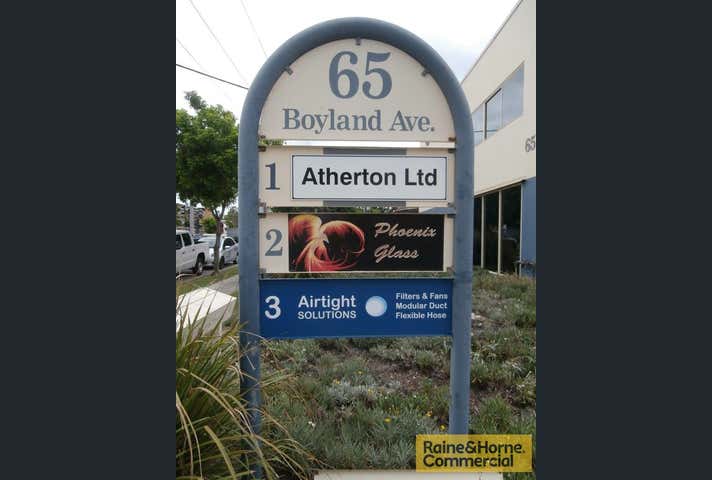 65
Boyland Ave.
1 Atherton Ltd
2 Phoenix
Glass
3 Airtight
SOLUTIONS
Filters & Fans
Modular Duct
Flexible Hose
65
Raine&Horne.
Commercial